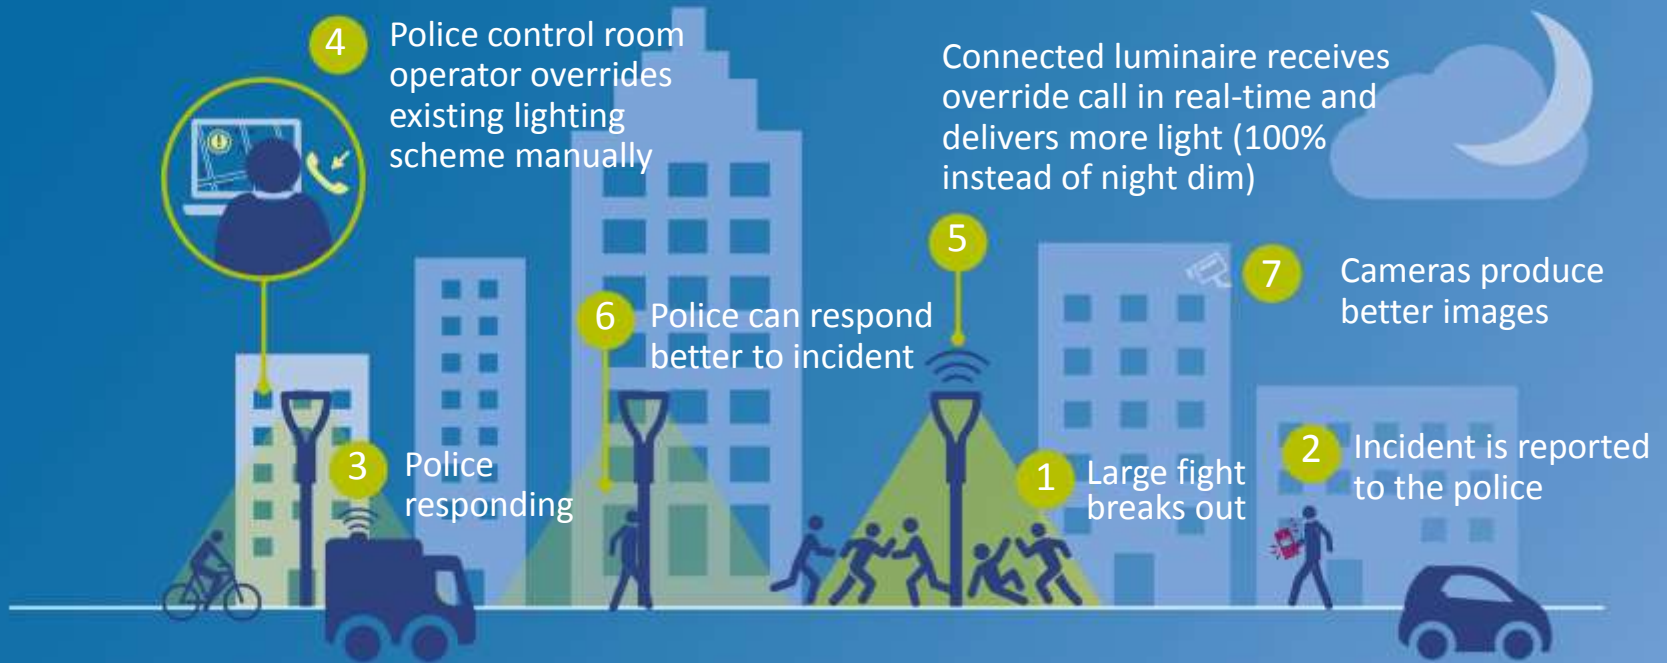 4
Police control room
operator overrides
existing lighting
scheme manually
Connected luminaire receives
override call in real-time and
delivers more light (100%
instead of night dim)
5
7
Cameras produce
better images
6
Police can respond
better to incident
3
Police
responding
1
Large fight
breaks out
2
Incident is reported
to the police